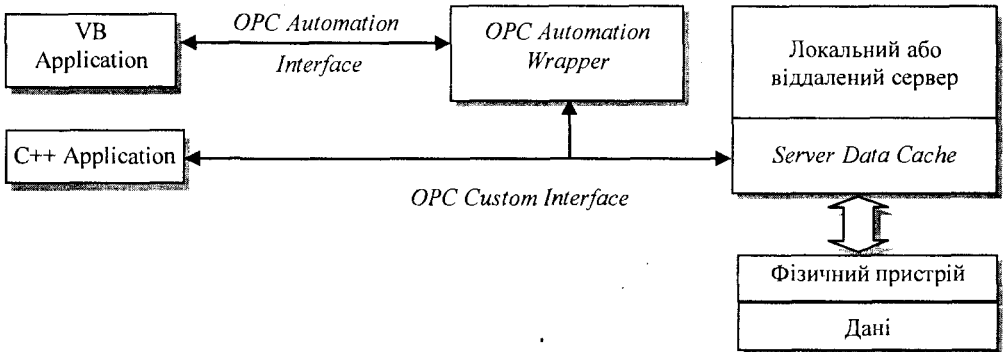 VB
Application
OPC Automation
Interface
OPC Automation
Wrapper
Локальний або
віддалений сервер
C++ Application
Server Data Cache
OPC Custom Interface
Фізичний пристрій
Дані